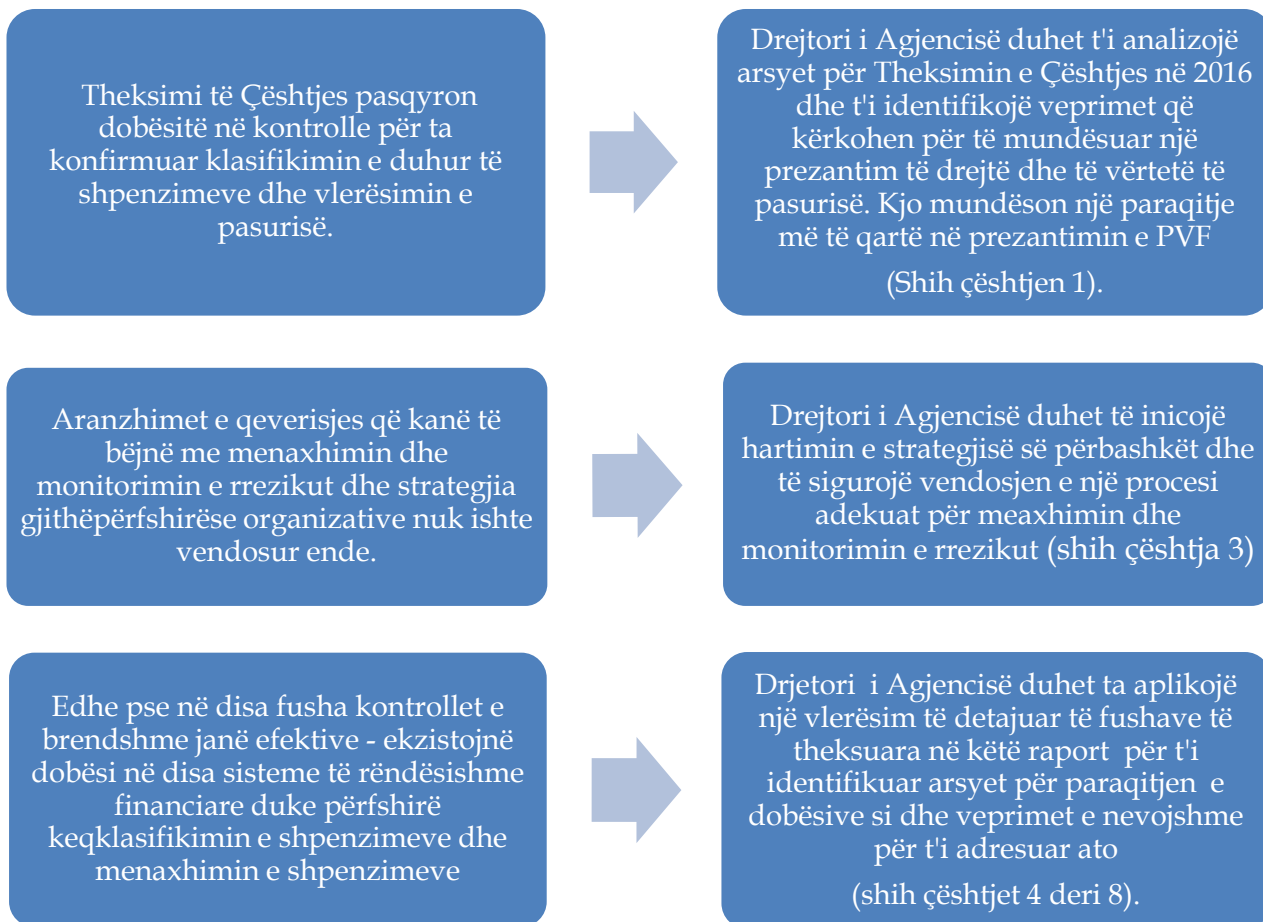 Theksimi të Çështjes pasqyron
dobësitë në kontrolle për ta
konfirmuar klasifikimin e duhur të
shpenzimeve dhe vlerësimin e
pasurisë.
Drejtori i Agjencisë duhet t'i analizojë
arsyet për Theksimin e Çështjes në 2016
dhe t'i identifikojë veprimet që
kërkohen për të mundësuar një
prezantim të drejtë dhe të vërtetë të
pasurisë. Kjo mundëson një paraqitje
më të qartë në prezantimin e PVF
(Shih çështjen 1).
Aranzhimet e qeverisjes që kanë të
bëjnë me menaxhimin dhe
monitorimin e rrezikut dhe strategjia
gjithëpërfshirëse organizative nuk ishte
vendosur ende.
Drejtori i Agjencisë duhet të inicojë
hartimin e strategjisë së përbashkët dhe
të sigurojë vendosjen e një procesi
adekuat për meaxhimin dhe
monitorimin e rrezikut (shih çështja 3)
Edhe pse në disa fusha kontrollet e
brendshme janë efektive - ekzistojnë
dobësi në disa sisteme të rëndësishme
financiare duke përfshirë
keqklasifikimin e shpenzimeve dhe
menaxhimin e shpenzimeve
Drjetori i Agjencisë duhet ta aplikojë
një vlerësim të detajuar të fushave të
theksuara në këtë raport për t'i
identifikuar arsyet për paraqitjen e
dobësive si dhe veprimet e nevojshme
për t'i adresuar ato
(shih çështjet 4 deri 8).